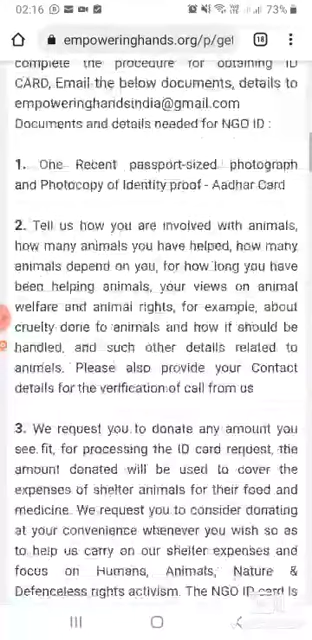 02:16
73%
empoweringhands.org/p/get
18
complete the procedure for obtaining ID
CARD, Email the below documents, details to
empoweringhandsindia@gmail.com
Documents and details needed for NGO ID :
1. One Recent passport-sized photograph
and Photocopy of Identity proof - Aadhar Card
2. Tell us how you are involved with animals,
how many animals you have helped, how many
animals depend on you, for how long you have
been helping animals, your views on animal
welfare and animal rights, for example, about
cruelty done to animals and how it should be
handled, and such other details related to
animals. Please also provide your Contact
details for the verification of call from us
3. We request you to donate any amount you
see fit, for processing the ID card request, the
amount donated will be used to cover the
expenses of shelter animals for their food and
medicine. We request you to consider donating
at your convenience whenever you wish so as
to help us carry on our shelter expenses and
focus on Humans, Animals, Nature &
Defenceless rights activism. The NGO ID card is